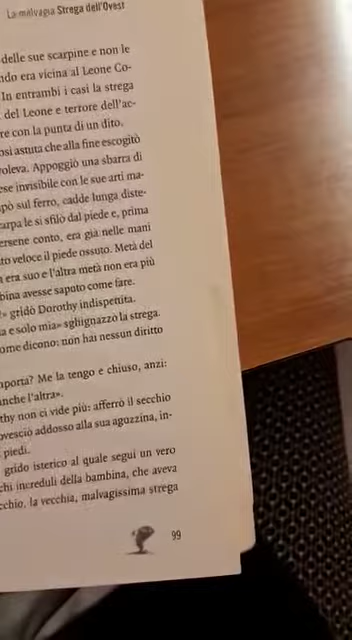 La malvagia Strega dell'Ovest
delle sue scarpine e non le
ndo era vicina al Leone Co-
In entrambi i casi la strega
del Leone e terrore dell'ac-
re con la punta di un dito.
osi astuta che alla fine escogitò
voleva. Appoggiò una sbarra di
ese invisibile con le sue arti ma-
pò sul ferro, cadde lunga diste-
arpa le si sfilò dal piede e, prima
ersene conto, era già nelle mani
to veloce il piede ossuto. Metà del
a era suo e l'altra metà non era più
bina avesse saputo come fare.
!» gridò Dorothy indispettita.
a e solo mia» sghignazzò la strega.
ome dicono: non hai nessun diritto
mporta? Me la tengo e chiuso, anzi:
anche l'altra».
thy non ci vide più: afferrò il secchio
ovesciò addosso alla sua aguzzina, in-
piedi.
grido isterico al quale seguì un vero
chi increduli della bambina, che aveva
cchio, la vecchia, malvagissima strega
99